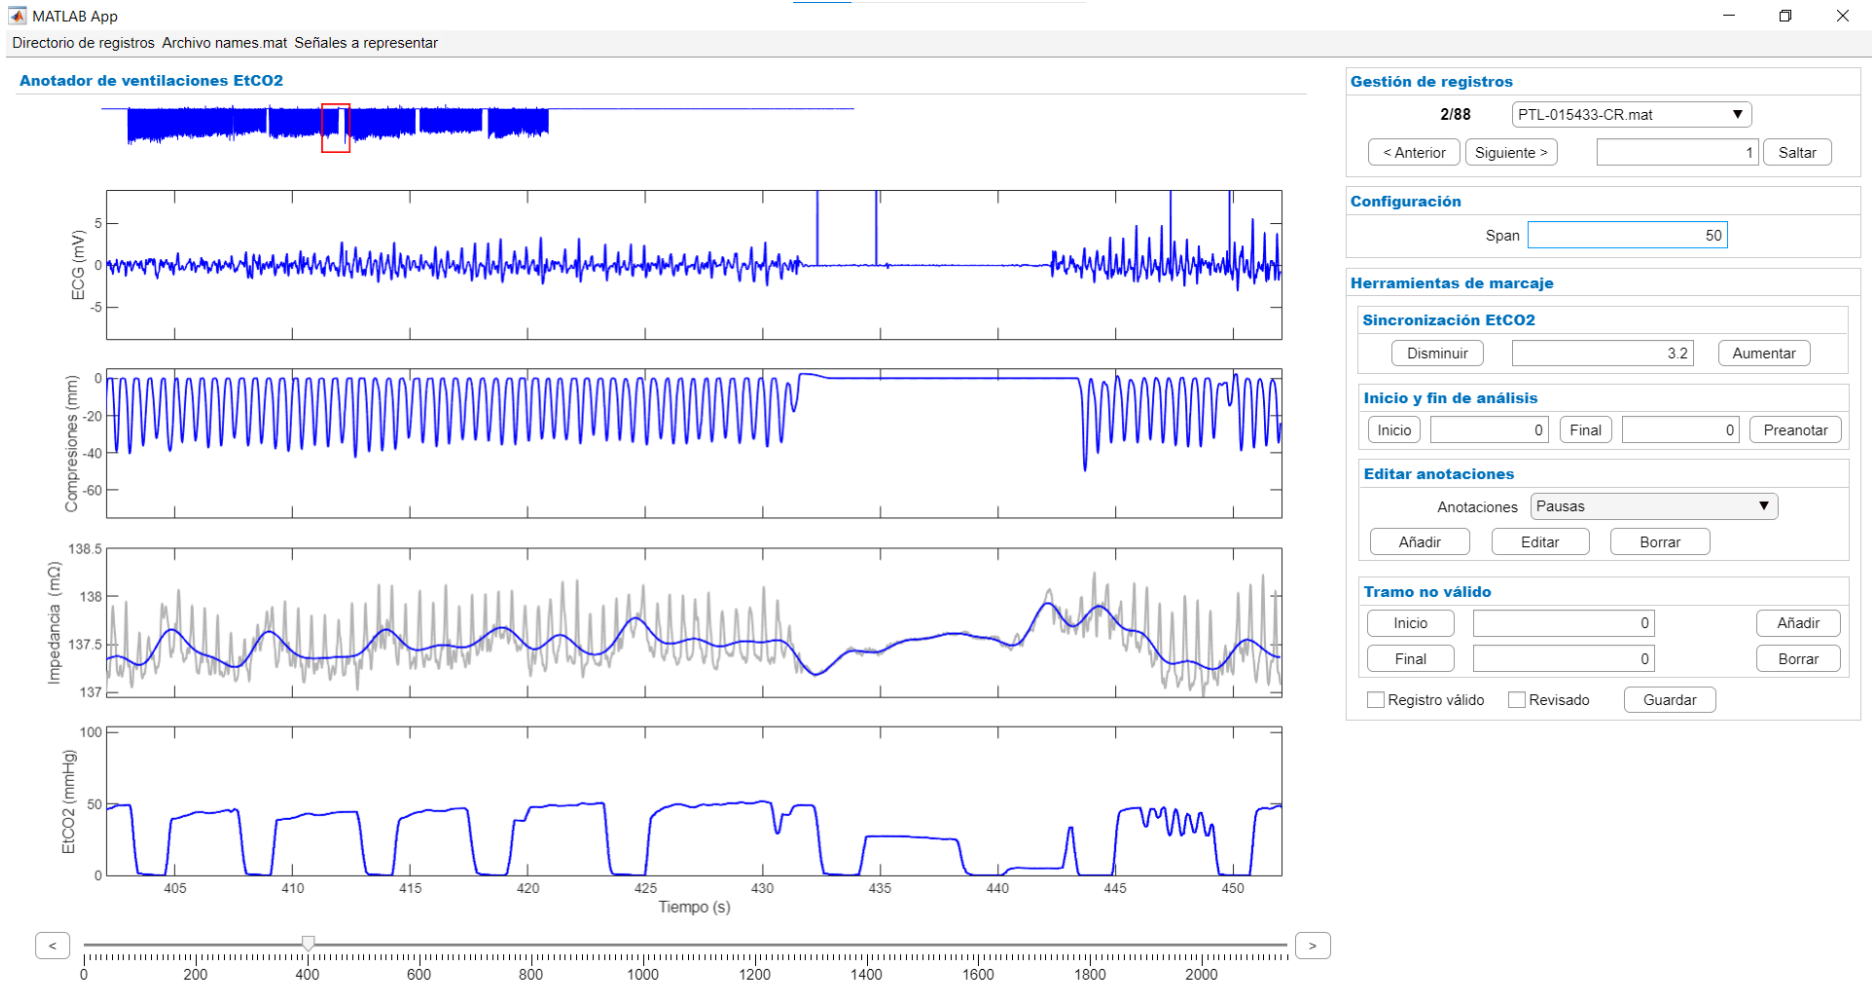 MATLAB App
Directorio de registros Archivo names.mat Señales a representar
Anotador de ventilaciones EtCO2
ECG (mV)
5
0
-5
Compresiones (mm)
0
-20
-40
-60
Impedancia (mΩ)
138.5
138
137.5
137
EtCO2 (mmHg)
100
50
0
405 410 415 420 425 430 435 440 445 450
Tiempo (s)
< >
0 200 400 600 800 1000 1200 1400 1600 1800 2000
Gestión de registros
2/88 PTL-015433-CR.mat
< Anterior Siguiente > 1 Saltar
Configuración
Span 50
Herramientas de marcaje
Sincronización EtCO2
Disminuir 3.2 Aumentar
Inicio y fin de análisis
Inicio 0 Final 0 Preanotar
Editar anotaciones
Anotaciones Pausas
Añadir Editar Borrar
Tramo no válido
Inicio 0 Añadir
Final 0 Borrar
Registro válido Revisado Guardar